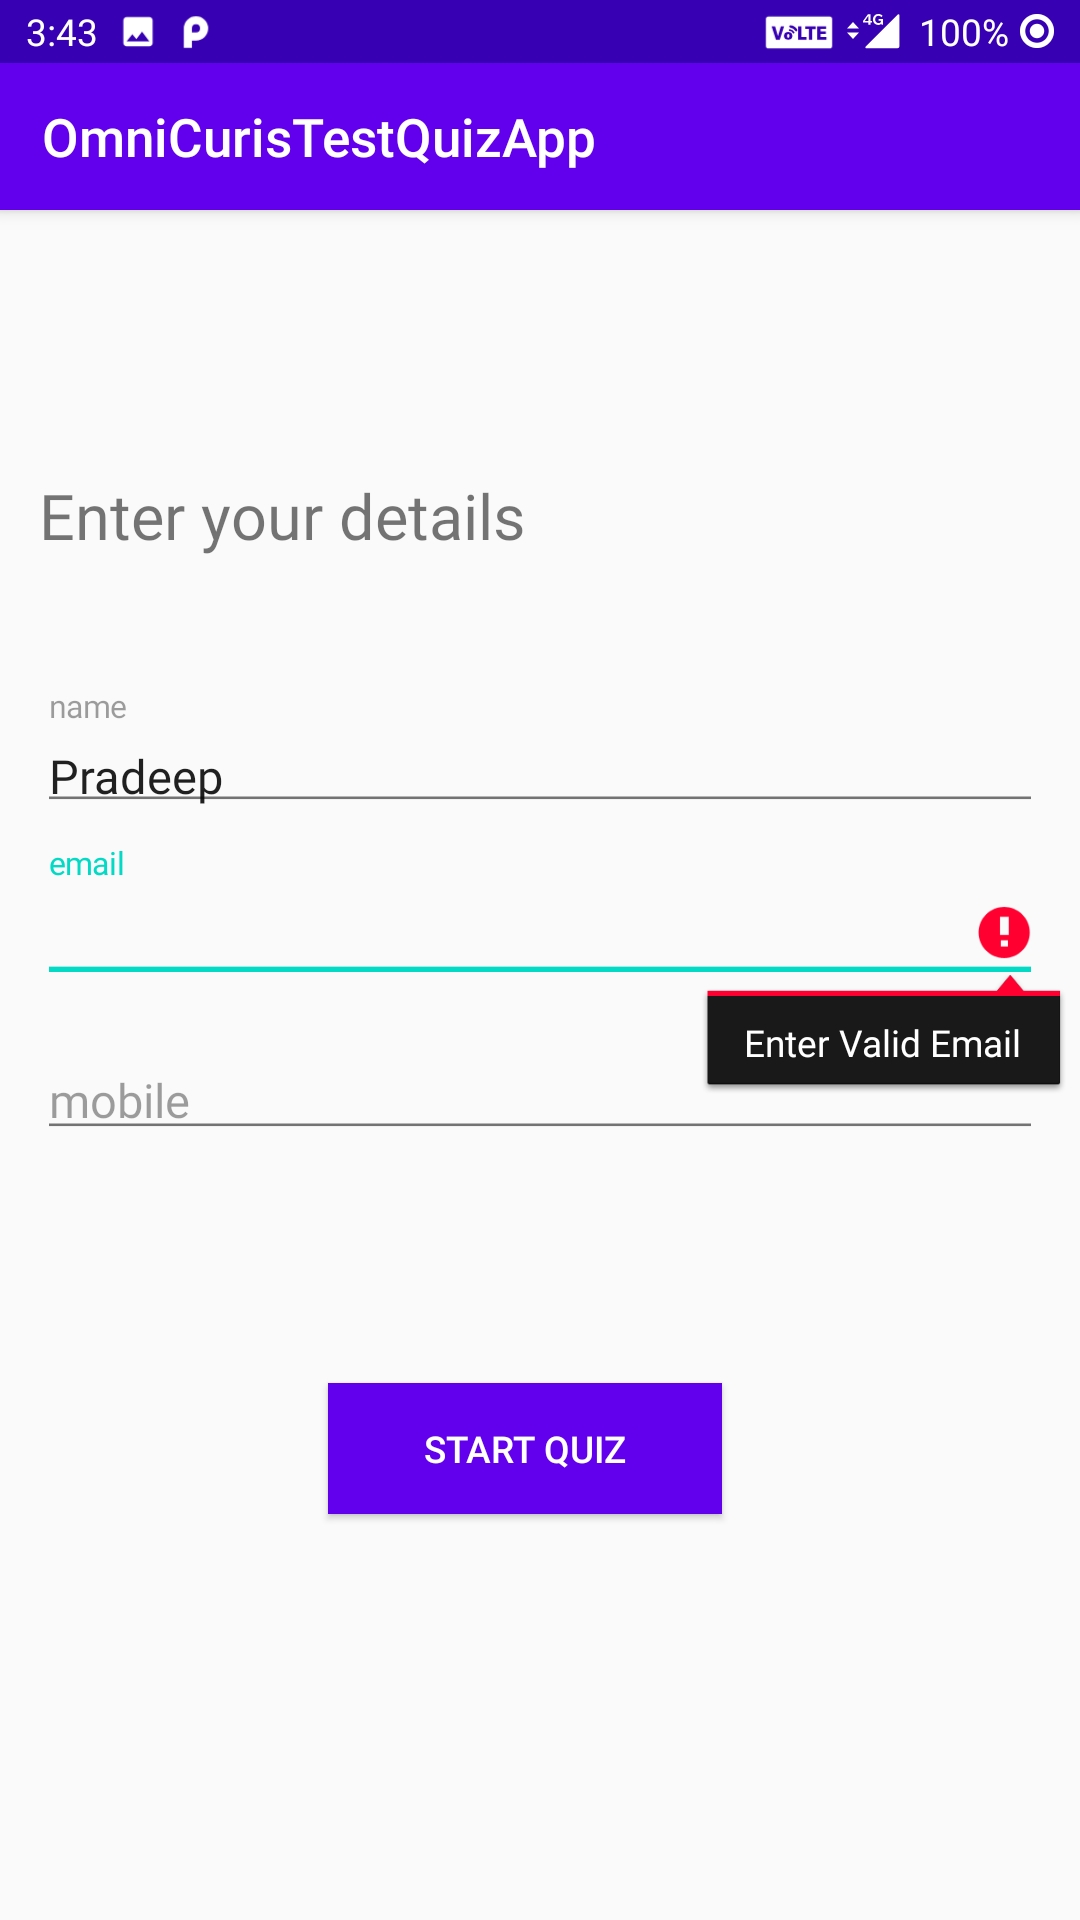 3:43 VoLTE 4G 100%
OmniCurisTestQuizApp
Enter your details
name
Pradeep
email
Enter Valid Email
mobile
START QUIZ